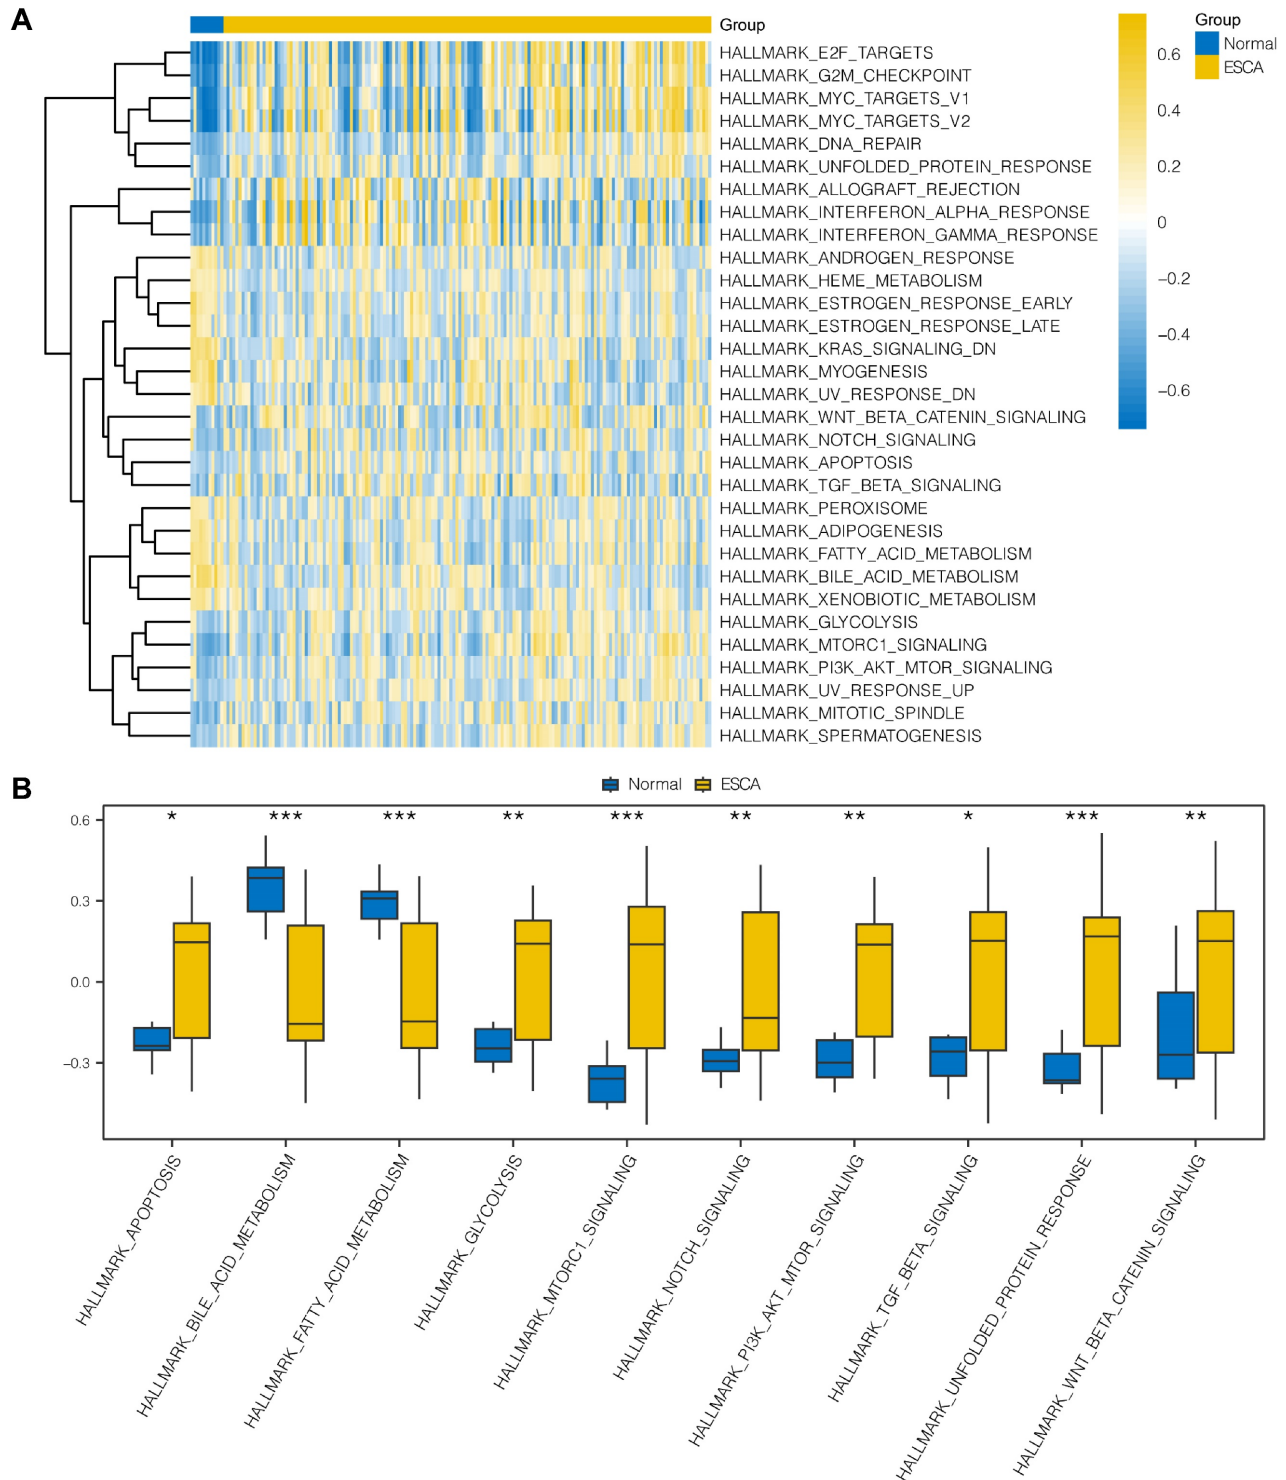 A
Group
HALLMARK_E2F_TARGETS
HALLMARK_G2M_CHECKPOINT
HALLMARK_MYC_TARGETS_V1
HALLMARK_MYC_TARGETS_V2
HALLMARK_DNA_REPAIR
HALLMARK_UNFOLDED_PROTEIN_RESPONSE
HALLMARK_ALLOGRAFT_REJECTION
HALLMARK_INTERFERON_ALPHA_RESPONSE
HALLMARK_INTERFERON_GAMMA_RESPONSE
HALLMARK_ANDROGEN_RESPONSE
HALLMARK_HEME_METABOLISM
HALLMARK_ESTROGEN_RESPONSE_EARLY
HALLMARK_ESTROGEN_RESPONSE_LATE
HALLMARK_KRAS_SIGNALING_DN
HALLMARK_MYOGENESIS
HALLMARK_UV_RESPONSE_DN
HALLMARK_WNT_BETA_CATENIN_SIGNALING
HALLMARK_NOTCH_SIGNALING
HALLMARK_APOPTOSIS
HALLMARK_TGF_BETA_SIGNALING
HALLMARK_PEROXISOME
HALLMARK_ADIPOGENESIS
HALLMARK_FATTY_ACID_METABOLISM
HALLMARK_BILE_ACID_METABOLISM
HALLMARK_XENOBIOTIC_METABOLISM
HALLMARK_GLYCOLYSIS
HALLMARK_MTORC1_SIGNALING
HALLMARK_PI3K_AKT_MTOR_SIGNALING
HALLMARK_UV_RESPONSE_UP
HALLMARK_MITOTIC_SPINDLE
HALLMARK_SPERMATOGENESIS
0.6
0.4
0.2
0
−0.2
−0.4
−0.6
Group
Normal
ESCA
B
Normal ESCA
* *** *** ** *** ** ** * *** **
0.6
0.3
0.0
−0.3
HALLMARK_APOPTOSIS
HALLMARK_BILE_ACID_METABOLISM
HALLMARK_FATTY_ACID_METABOLISM
HALLMARK_GLYCOLYSIS
HALLMARK_MTORC1_SIGNALING
HALLMARK_NOTCH_SIGNALING
HALLMARK_PI3K_AKT_MTOR_SIGNALING
HALLMARK_TGF_BETA_SIGNALING
HALLMARK_UNFOLDED_PROTEIN_RESPONSE
HALLMARK_WNT_BETA_CATENIN_SIGNALING